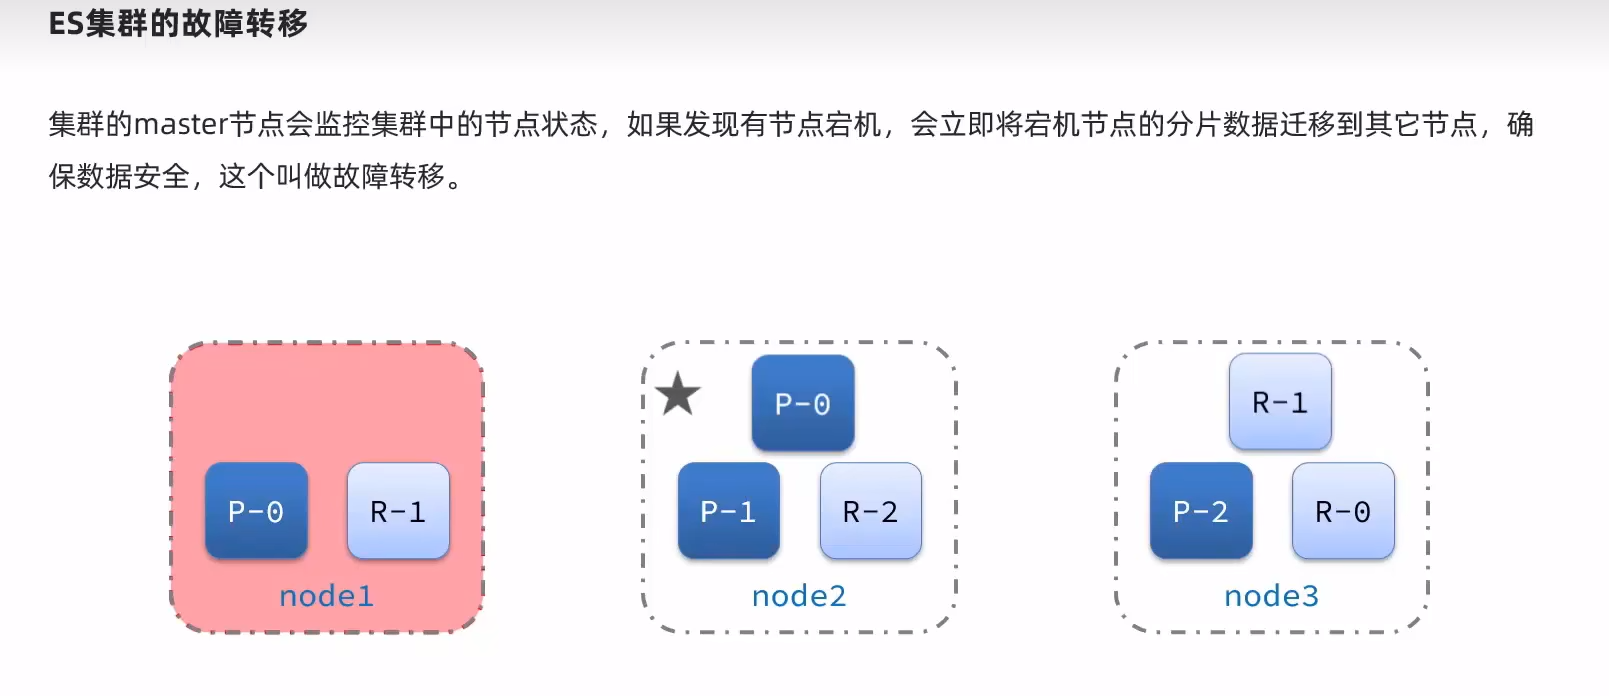 ES集群的故障转移
集群的master节点会监控集群中的节点状态，如果发现有节点宕机，会立即将宕机节点的分片数据迁移到其它节点，确
保数据安全，这个叫做故障转移。
P-0
R-1
node1
P-0
P-1
R-2
node2
R-1
P-2
R-0
node3